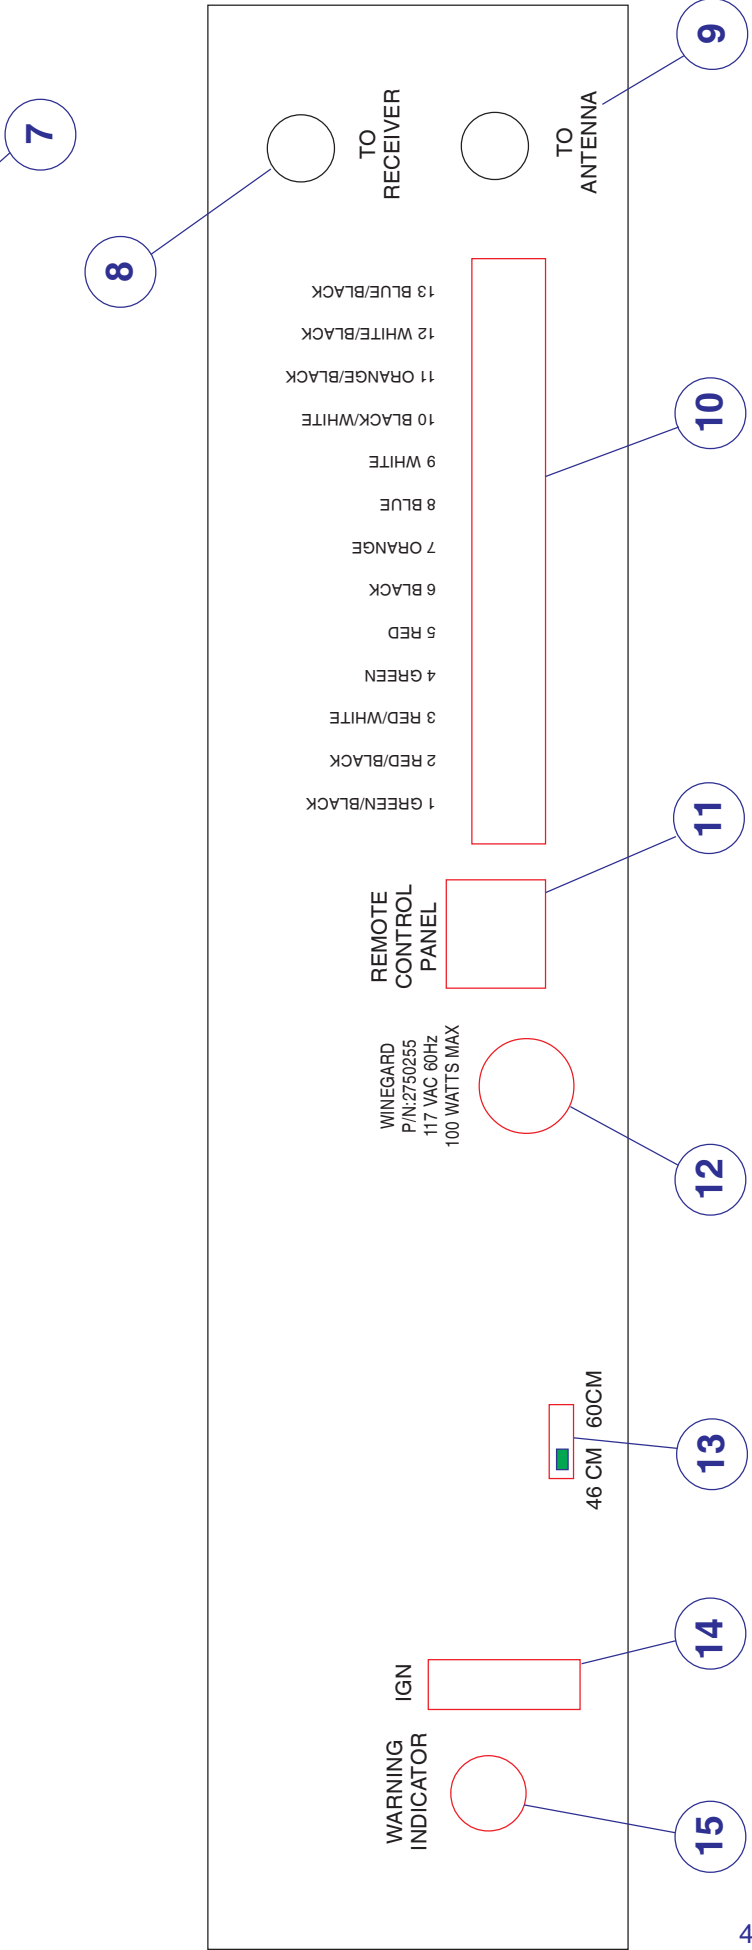 7
8
9
TO
RECEIVER
TO
ANTENNA
13 BLUE/BLACK
12 WHITE/BLACK
11 ORANGE/BLACK
10 BLACK/WHITE
9 WHITE
8 BLUE
7 ORANGE
6 BLACK
5 RED
4 GREEN
3 RED/WHITE
2 RED/BLACK
1 GREEN/BLACK
10
REMOTE
CONTROL
PANEL
11
WINEGARD
P/N:2750255
117 VAC 60Hz
100 WATTS MAX
12
46 CM 60CM
13
IGN
14
WARNING
INDICATOR
15
4